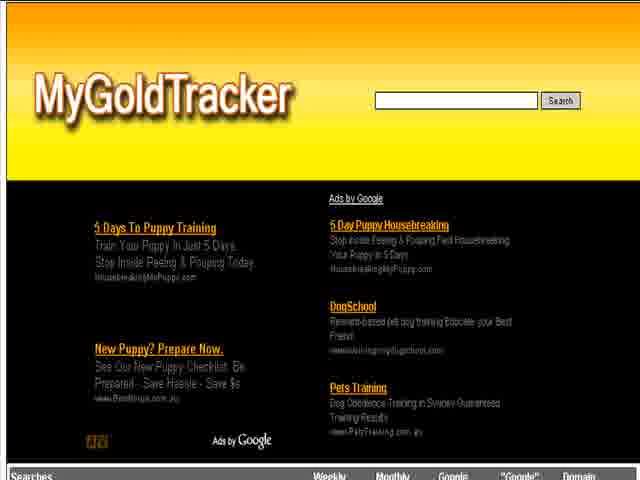 MyGoldTracker
Search
Ads by Google
5 Days To Puppy Training
Train Your Puppy In Just 5 Days.
Stop Inside Peeing & Pouping Today
HousebreakingMyPuppy.com
New Puppy? Prepare Now.
See Our New Puppy Checklist. Be
Prepared - Save Hassle - Save $s
Ads by Google
5 Day Puppy Housebreaking
Stop Inside Peeing & Pouping Fast Housebreaking
Your Puppy in 5 Days
HousebreakingMyPuppy.com
DogSchool
Reward-based pet dog training Educate your Best
Friend
Pets Training
Dog Obedience Training in Sydney Guaranteed
Training Results
www.PetsTraining.com.au
Searches Weekly Monthly Google "Google" Domain